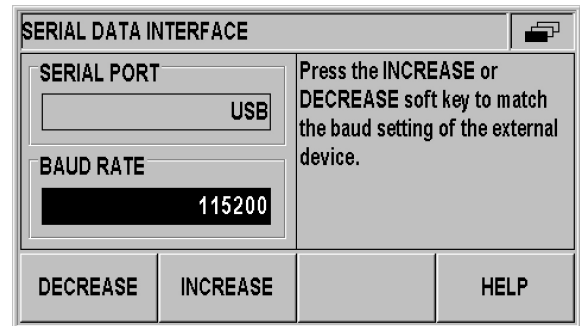 SERIAL DATA INTERFACE
SERIAL PORT
USB
BAUD RATE
115200
Press the INCREASE or
DECREASE soft key to match
the baud setting of the external
device.
DECREASE
INCREASE
HELP